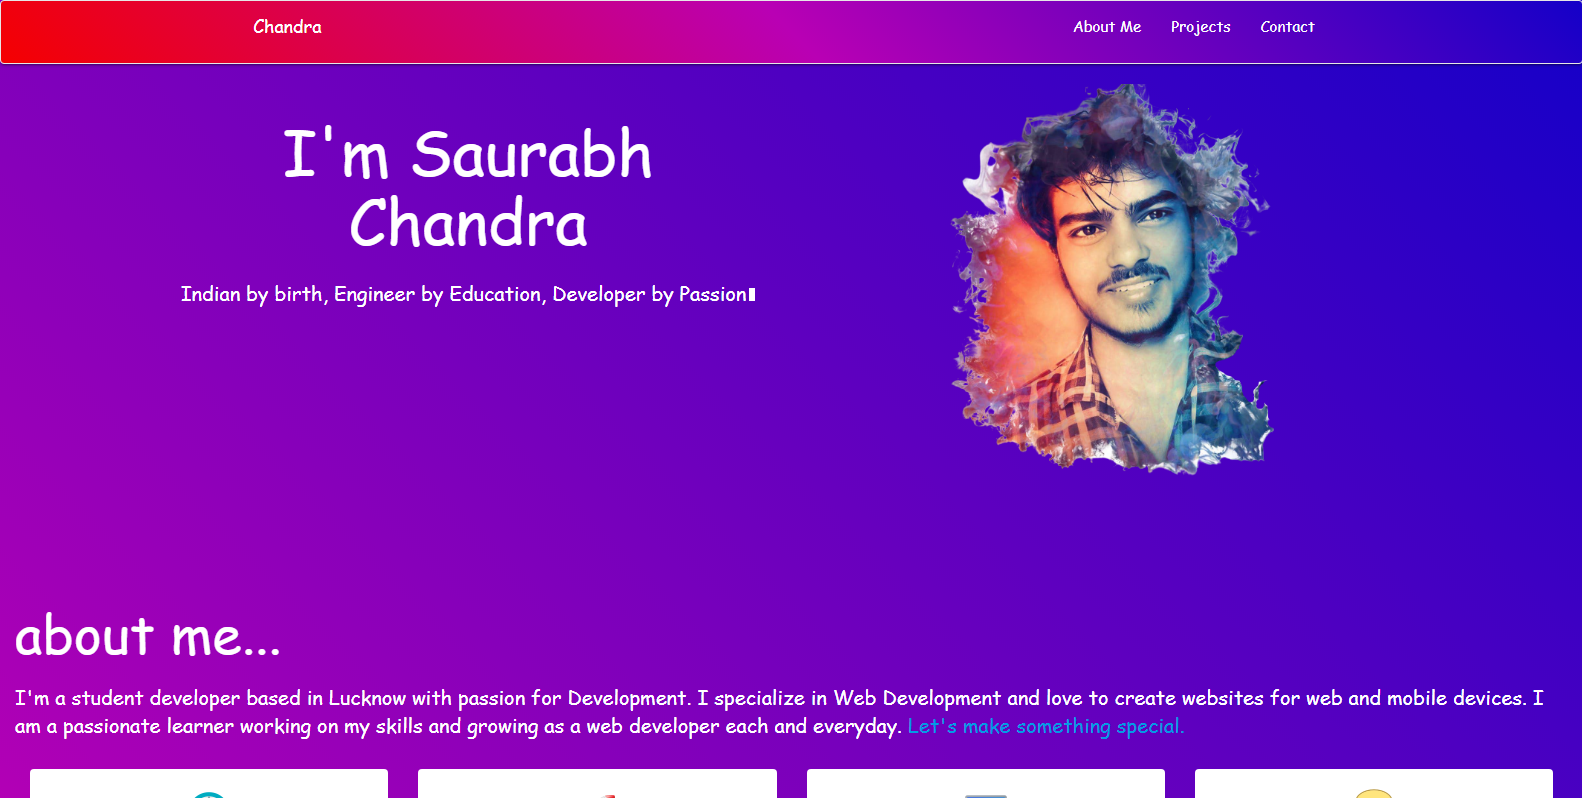 Chandra
About Me Projects Contact
I'm Saurabh
Chandra
Indian by birth, Engineer by Education, Developer by Passion
about me...
I'm a student developer based in Lucknow with passion for Development. I specialize in Web Development and love to create websites for web and mobile devices. I
am a passionate learner working on my skills and growing as a web developer each and everyday. Let's make something special.